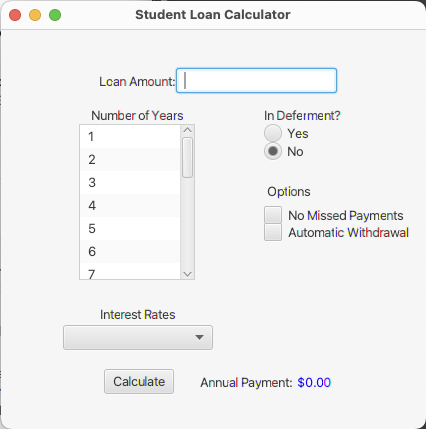 Student Loan Calculator
Loan Amount:
Number of Years
1
2
3
4
5
6
7
In Deferment?
Yes
No
Options
No Missed Payments
Automatic Withdrawal
Interest Rates
Calculate
Annual Payment: $0.00